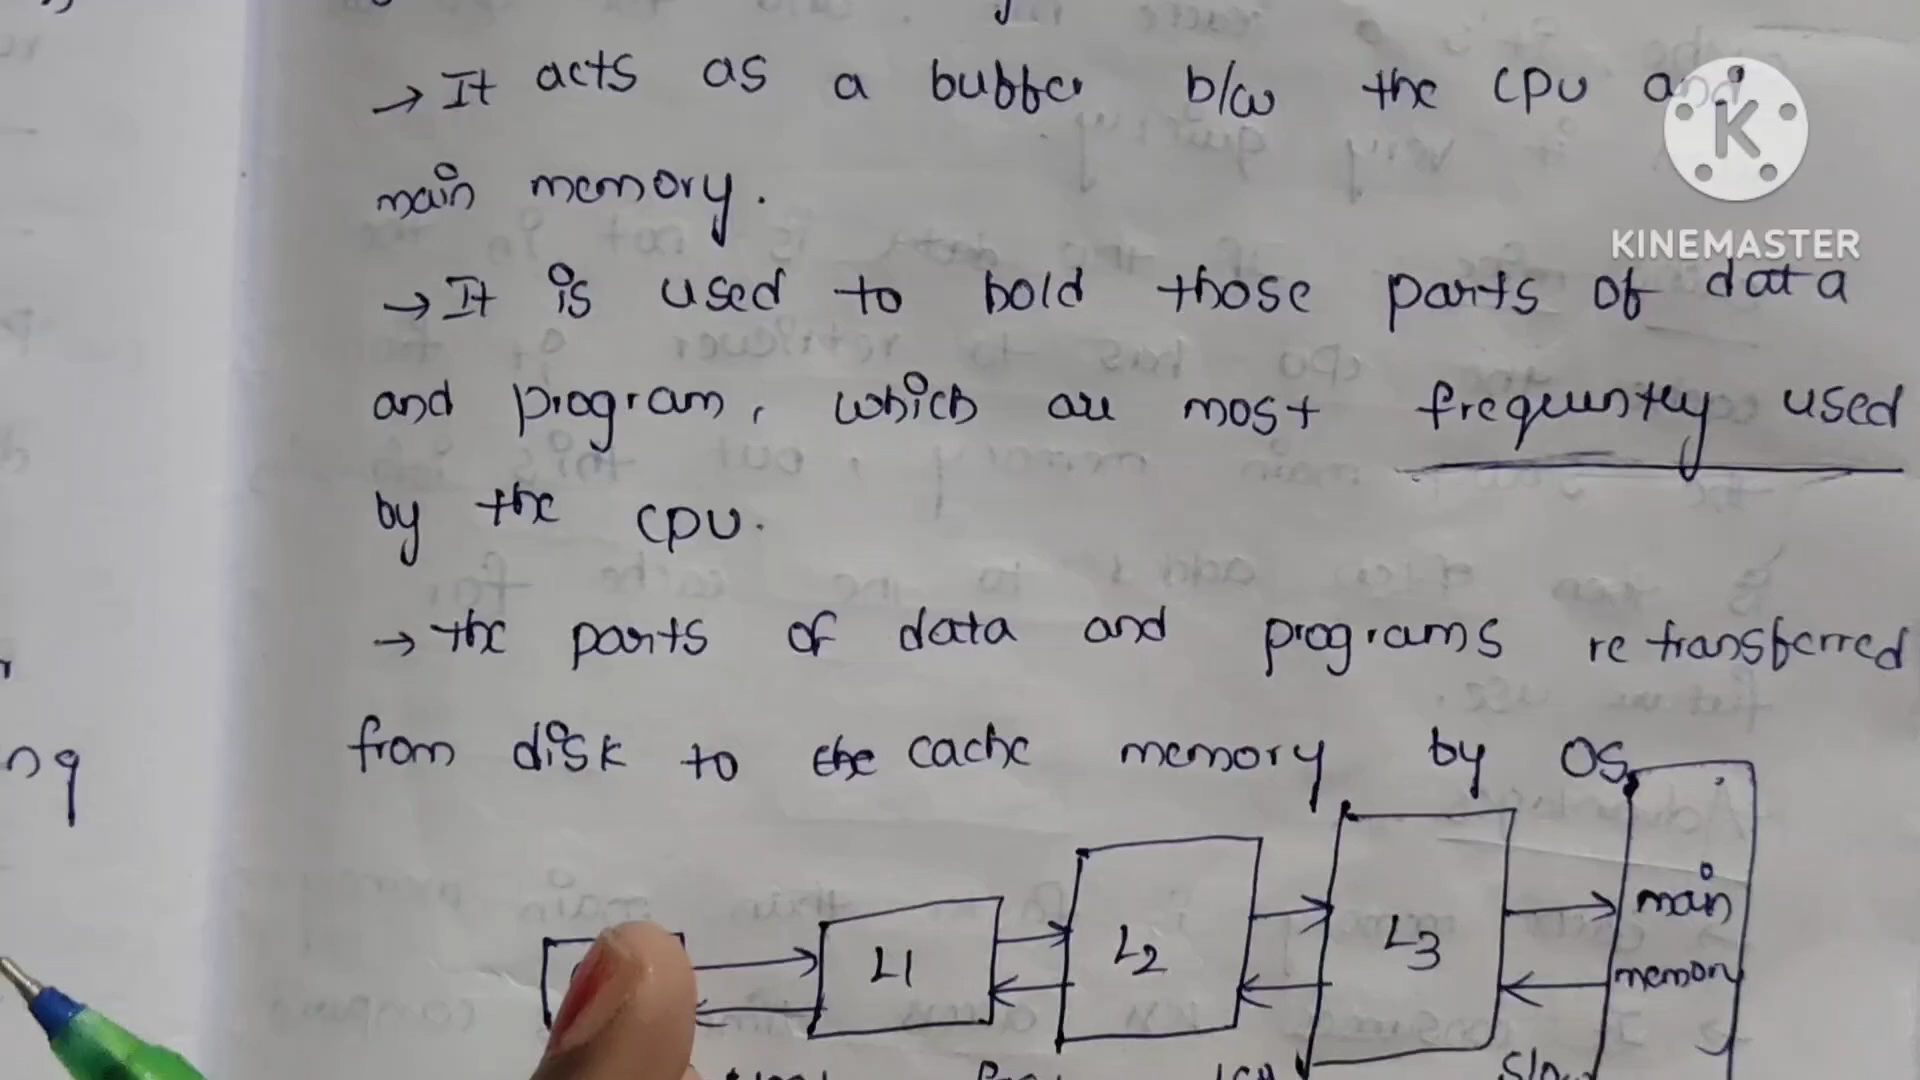 → It acts as a buffer b/w the CPU and
main memory.
KINEMASTER
→ It is used to hold those parts of data
and program, which are most frequently used
by the CPU.
→ the parts of data and programs re transferred
from disk to the cache memory by OS
L1 L2 L3 main memory